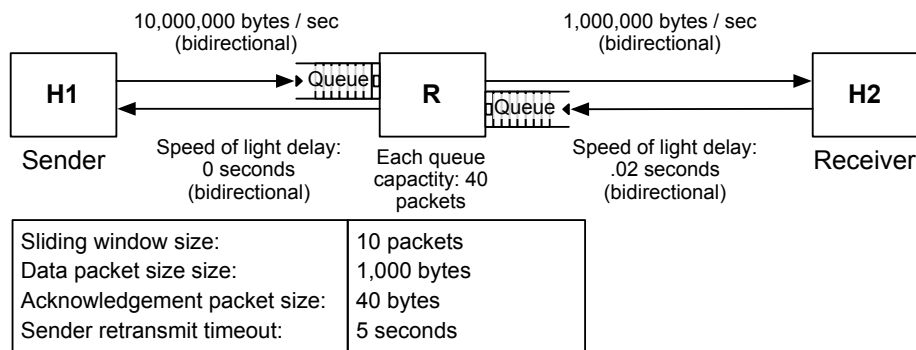 10,000,000 bytes / sec
(bidirectional)
1,000,000 bytes / sec
(bidirectional)
H1
Queue
R
Queue
H2
Sender
Speed of light delay:
0 seconds
(bidirectional)
Each queue
capactity: 40
packets
Speed of light delay:
.02 seconds
(bidirectional)
Receiver
Sliding window size: 10 packets
Data packet size size: 1,000 bytes
Acknowledgement packet size: 40 bytes
Sender retransmit timeout: 5 seconds